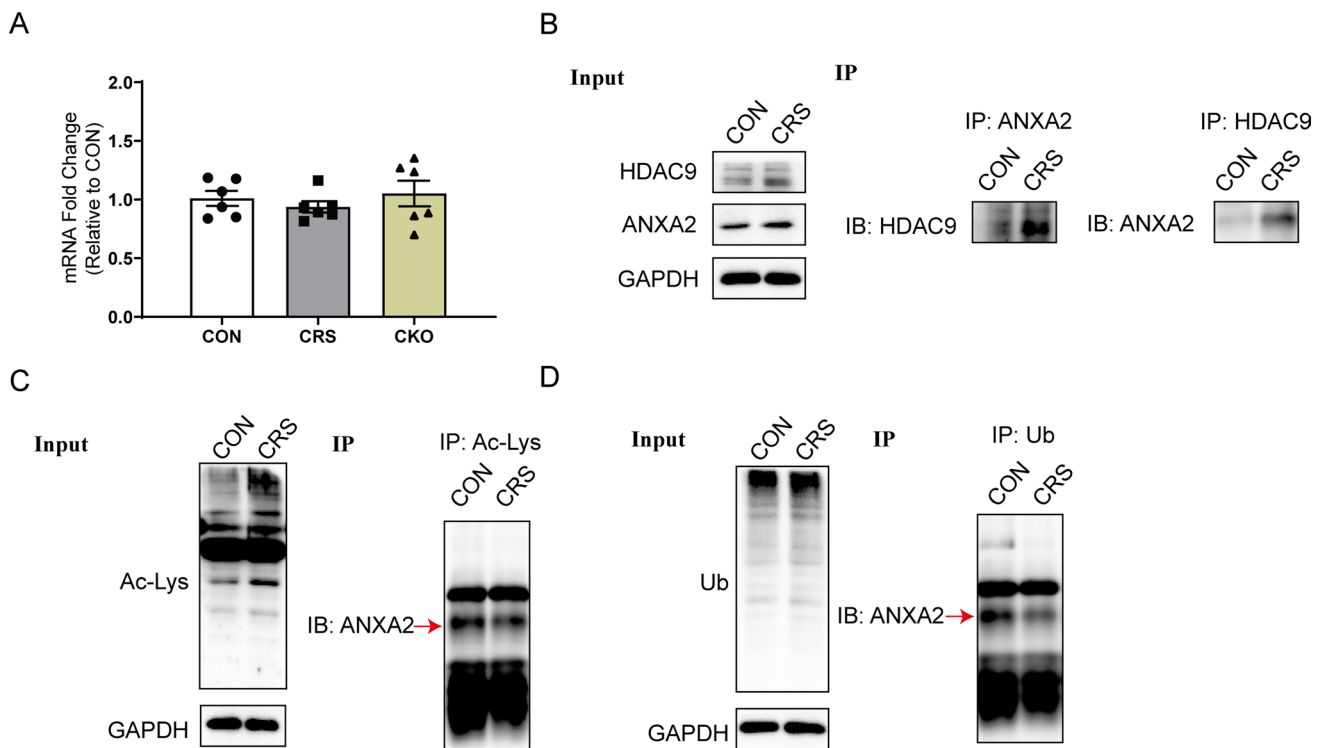 A
mRNA Fold Change
(Relative to CON)
2.0
1.5
1.0
0.5
0.0
CON CRS CKO
B
Input
CON CRS
HDAC9
ANXA2
GAPDH
IP
IP: ANXA2
CON CRS
IB: HDAC9
IP: HDAC9
CON CRS
IB: ANXA2
C
Input
CON CRS
Ac-Lys
GAPDH
IP
IP: Ac-Lys
CON CRS
IB: ANXA2
D
Input
CON CRS
Ub
GAPDH
IP
IP: Ub
CON CRS
IB: ANXA2